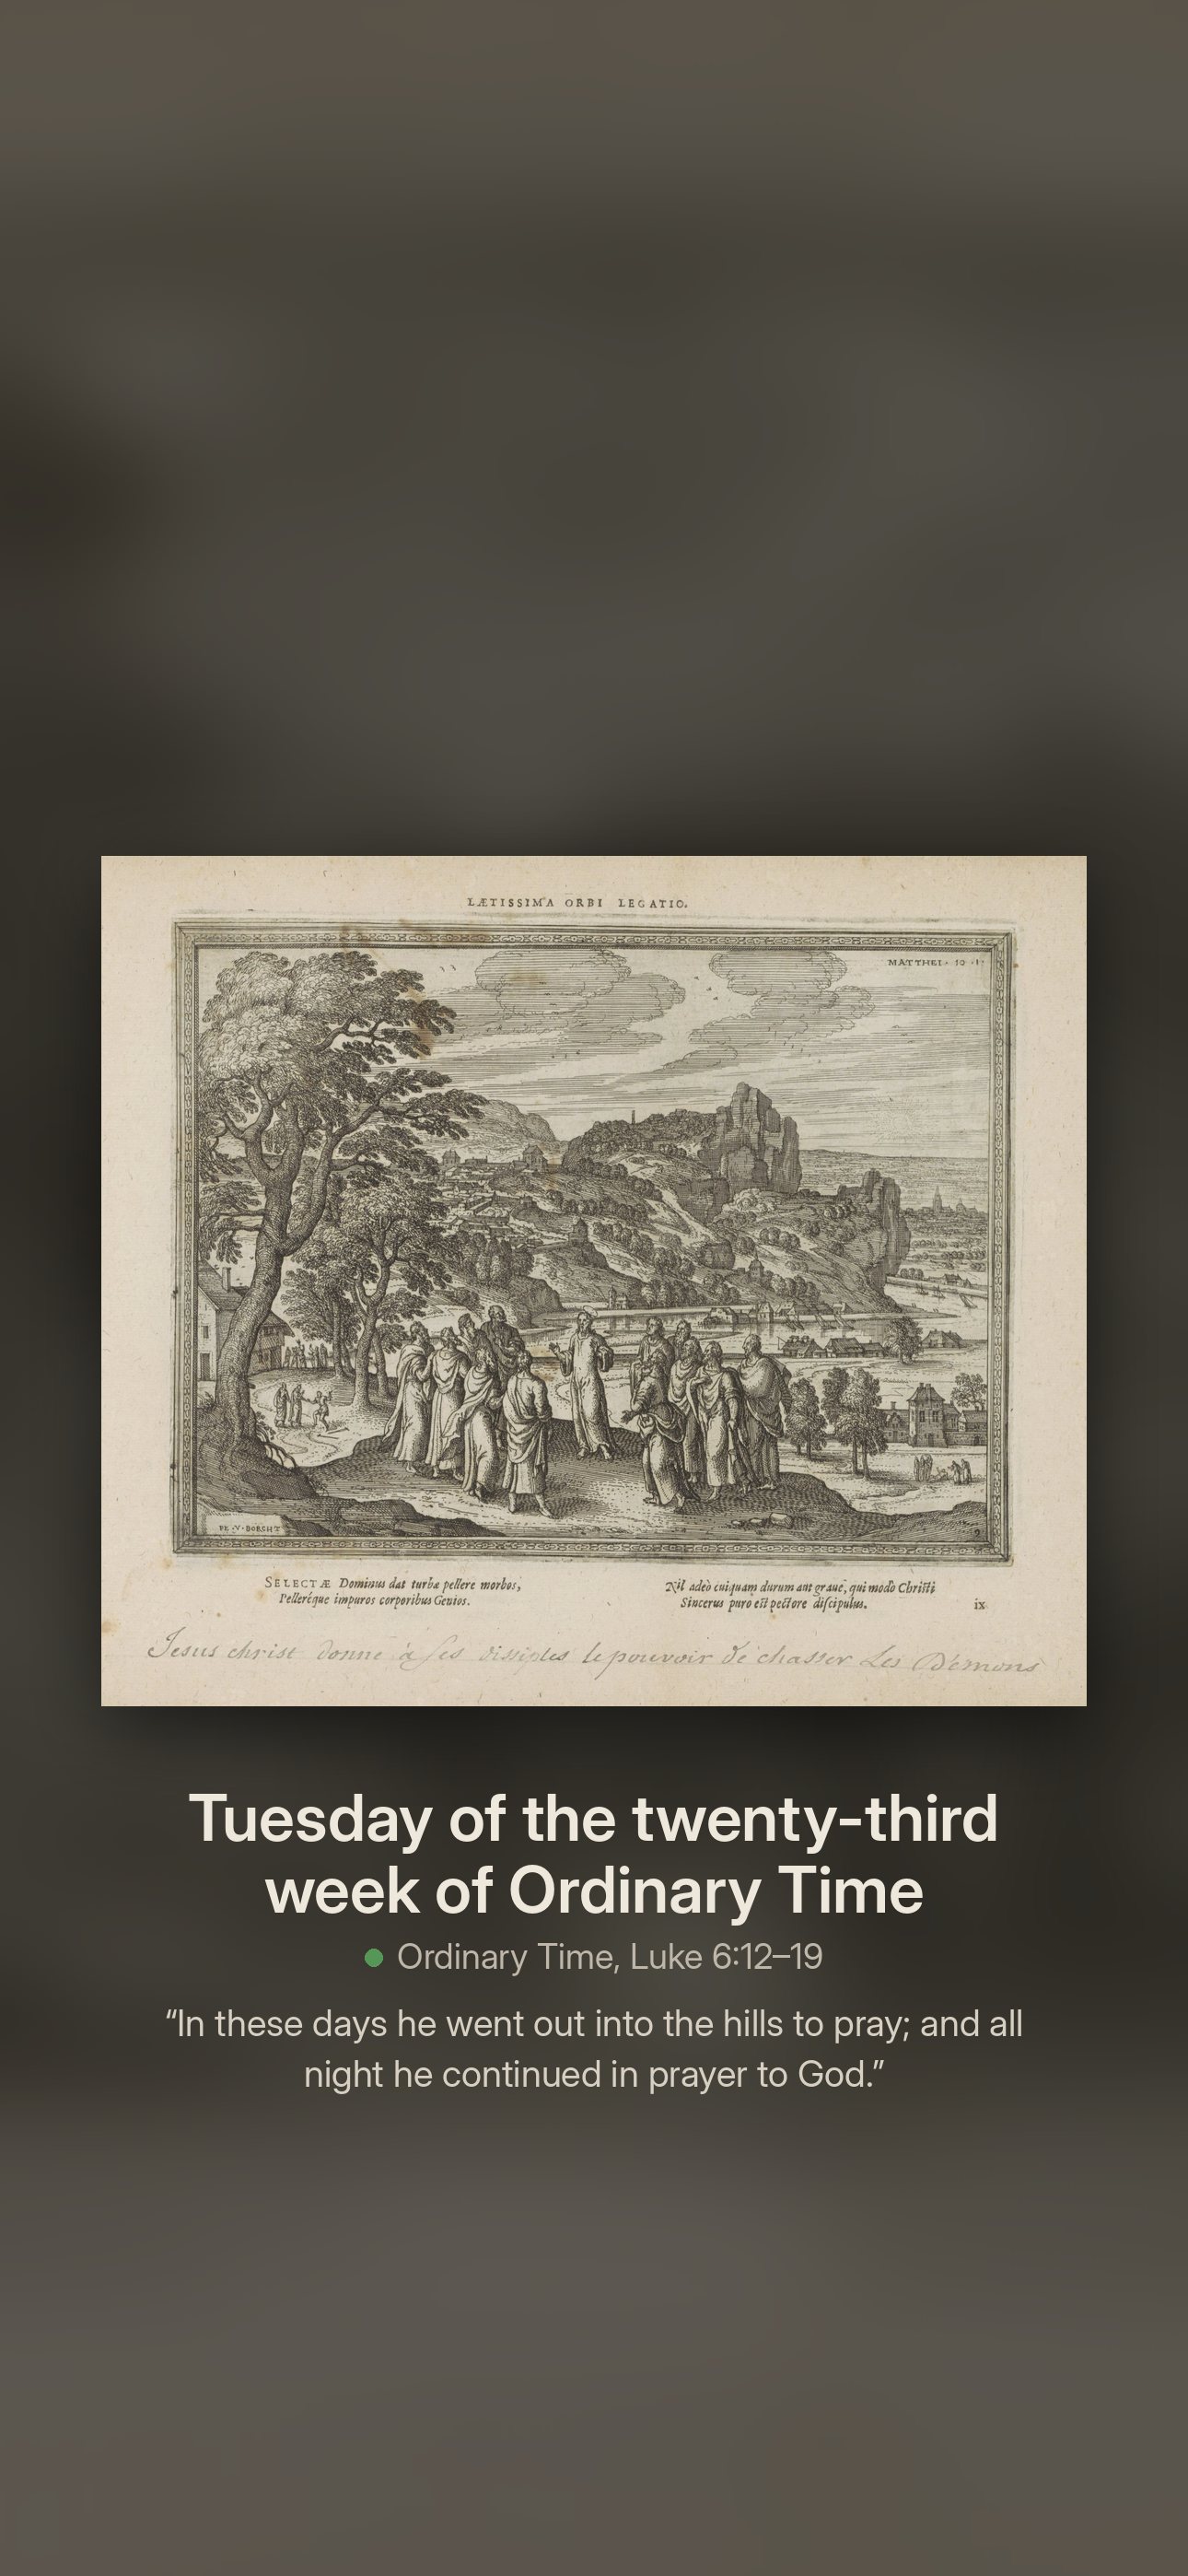 LÆTISSIMA ORBI LEGATIO.
MATTHEI. 10 .1.
PE.V.BORCHT
SELECTÆ Dominus dat turbæ pellere morbos,
Pelleréque impuros corporibus Genios.
Nil adeò cuiquam durum aut graue, qui modò Christi
Sincerus puro est pectore discipulus.
ix
Jesus christ donne à ses dissiples le pouvoir de chasser Les Démons
Tuesday of the twenty-third
week of Ordinary Time
Ordinary Time, Luke 6:12–19
“In these days he went out into the hills to pray; and all
night he continued in prayer to God.”